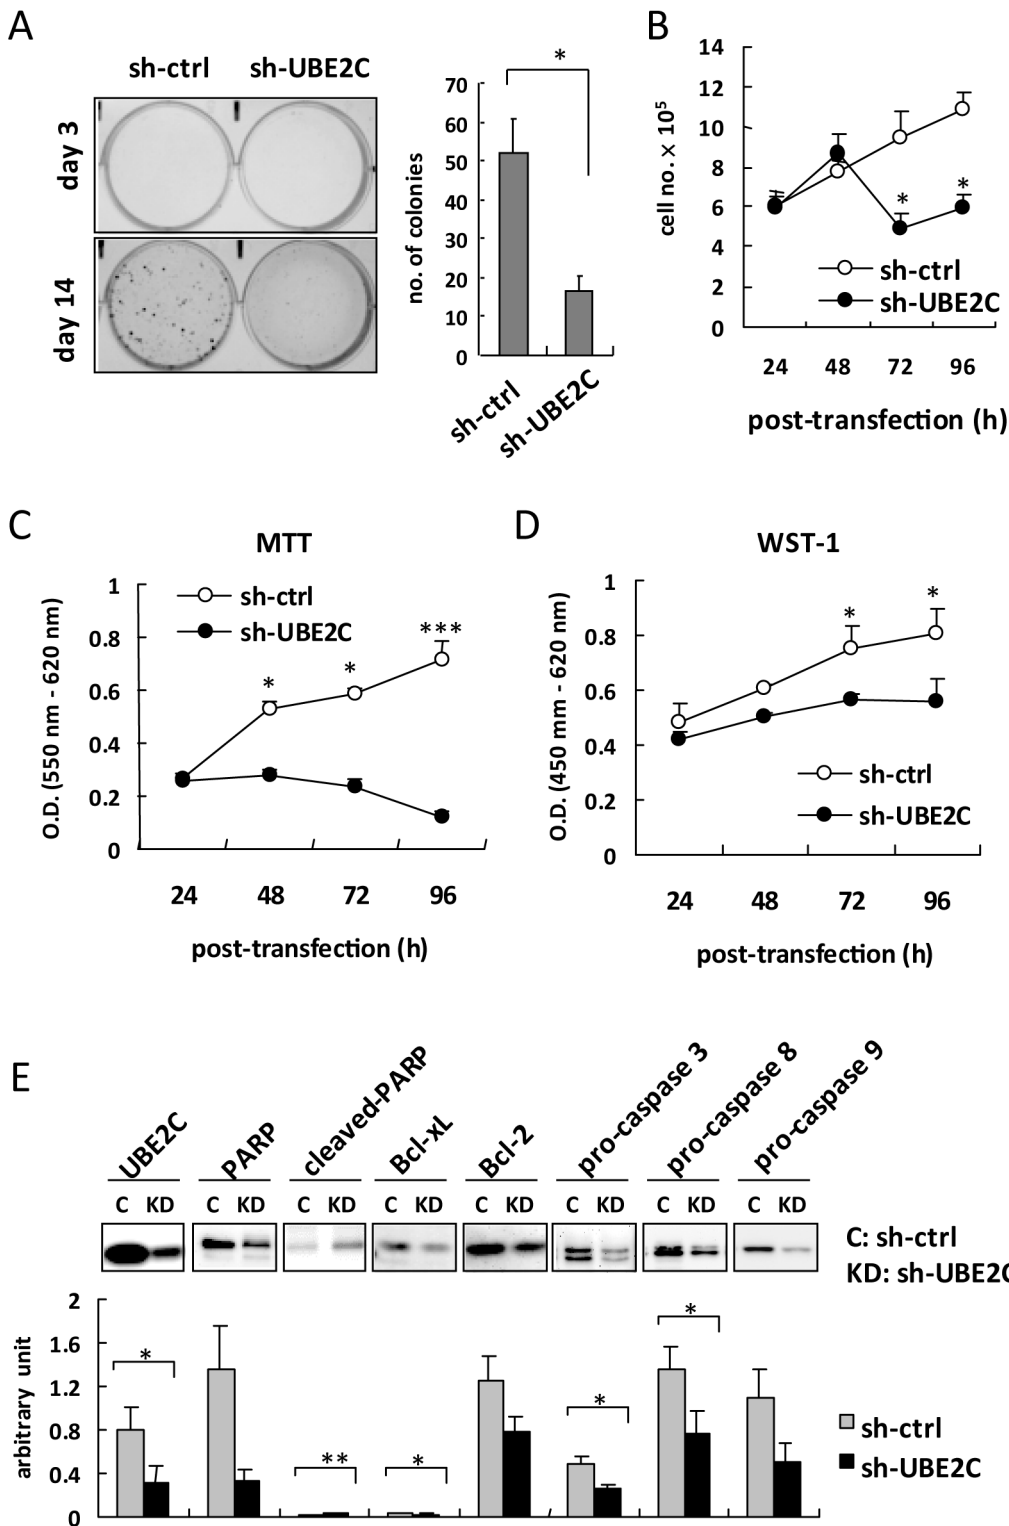 A
sh-ctrl sh-UBE2C
day 3
day 14
no. of colonies
70
60
50
40
30
20
10
0
*
sh-ctrl
sh-UBE2C
B
cell no. × 10⁵
14
12
10
8
6
4
2
0
* *
sh-ctrl
sh-UBE2C
24 48 72 96
post-transfection (h)
C
MTT
O.D. (550 nm - 620 nm)
1
0.8
0.6
0.4
0.2
0
sh-ctrl
sh-UBE2C
* * ***
24 48 72 96
post-transfection (h)
D
WST-1
O.D. (450 mm - 620 nm)
1
0.8
0.6
0.4
0.2
0
* *
sh-ctrl
sh-UBE2C
24 48 72 96
post-transfection (h)
E
UBE2C
PARP
cleaved-PARP
Bcl-xL
Bcl-2
pro-caspase 3
pro-caspase 8
pro-caspase 9
C KD C KD C KD C KD C KD C KD C KD C KD
C: sh-ctrl
KD: sh-UBE2C
arbitrary unit
2
1.6
1.2
0.8
0.4
0
* ** * * *
sh-ctrl
sh-UBE2C